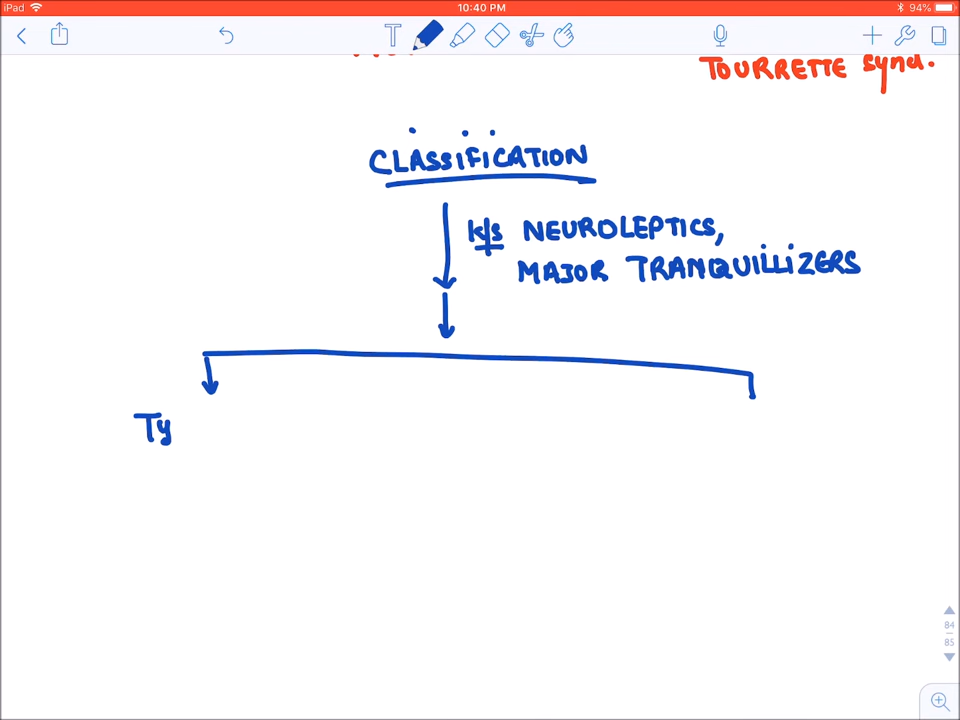 iPad 10:40 PM 94%
T
TOURRETTE synd.
CLASSIFICATION
k/s NEUROLEPTICS,
MAJOR TRANQUILLIZERS
Ty
84
85